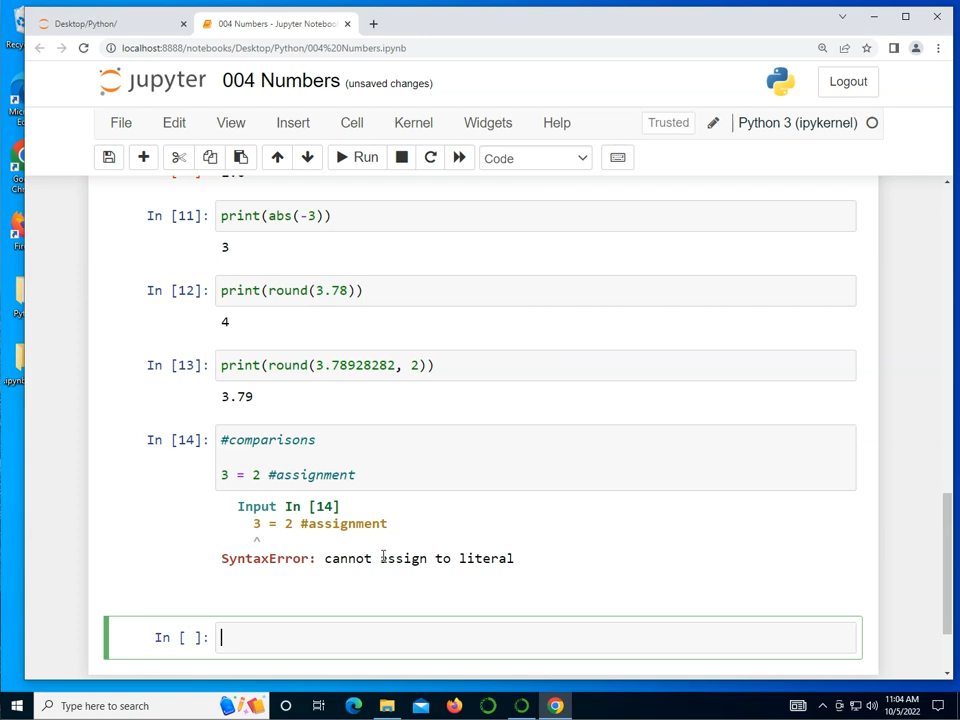 Desktop/Python/
004 Numbers - Jupyter Noteboo
localhost:8888/notebooks/Desktop/Python/004%20Numbers.ipynb
jupyter 004 Numbers (unsaved changes)
Logout
File Edit View Insert Cell Kernel Widgets Help
Trusted
Python 3 (ipykernel)
Run
Code
In [11]: print(abs(-3))
3
In [12]: print(round(3.78))
4
In [13]: print(round(3.78928282, 2))
3.79
In [14]: #comparisons
3 = 2 #assignment
Input In [14]
3 = 2 #assignment
^
SyntaxError: cannot assign to literal
In [ ]:
Type here to search
11:04 AM
10/5/2022